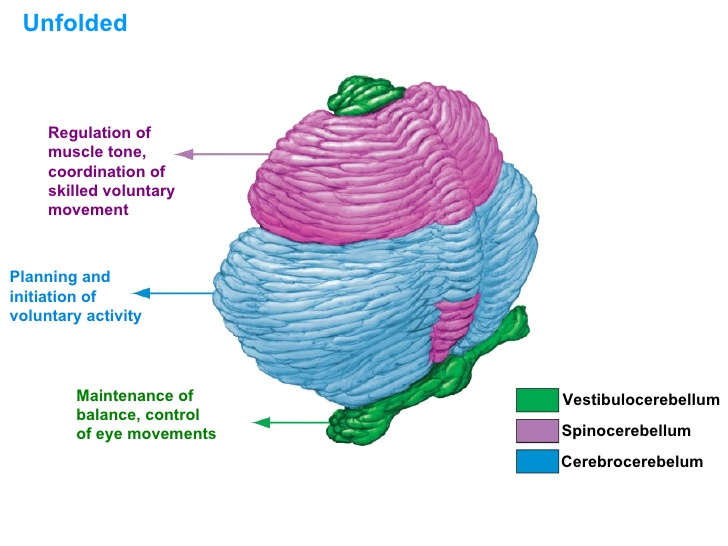 Unfolded
Regulation of
muscle tone,
coordination of
skilled voluntary
movement
Planning and
initiation of
voluntary activity
Maintenance of
balance, control
of eye movements
Vestibulocerebellum
Spinocerebellum
Cerebrocerebelum